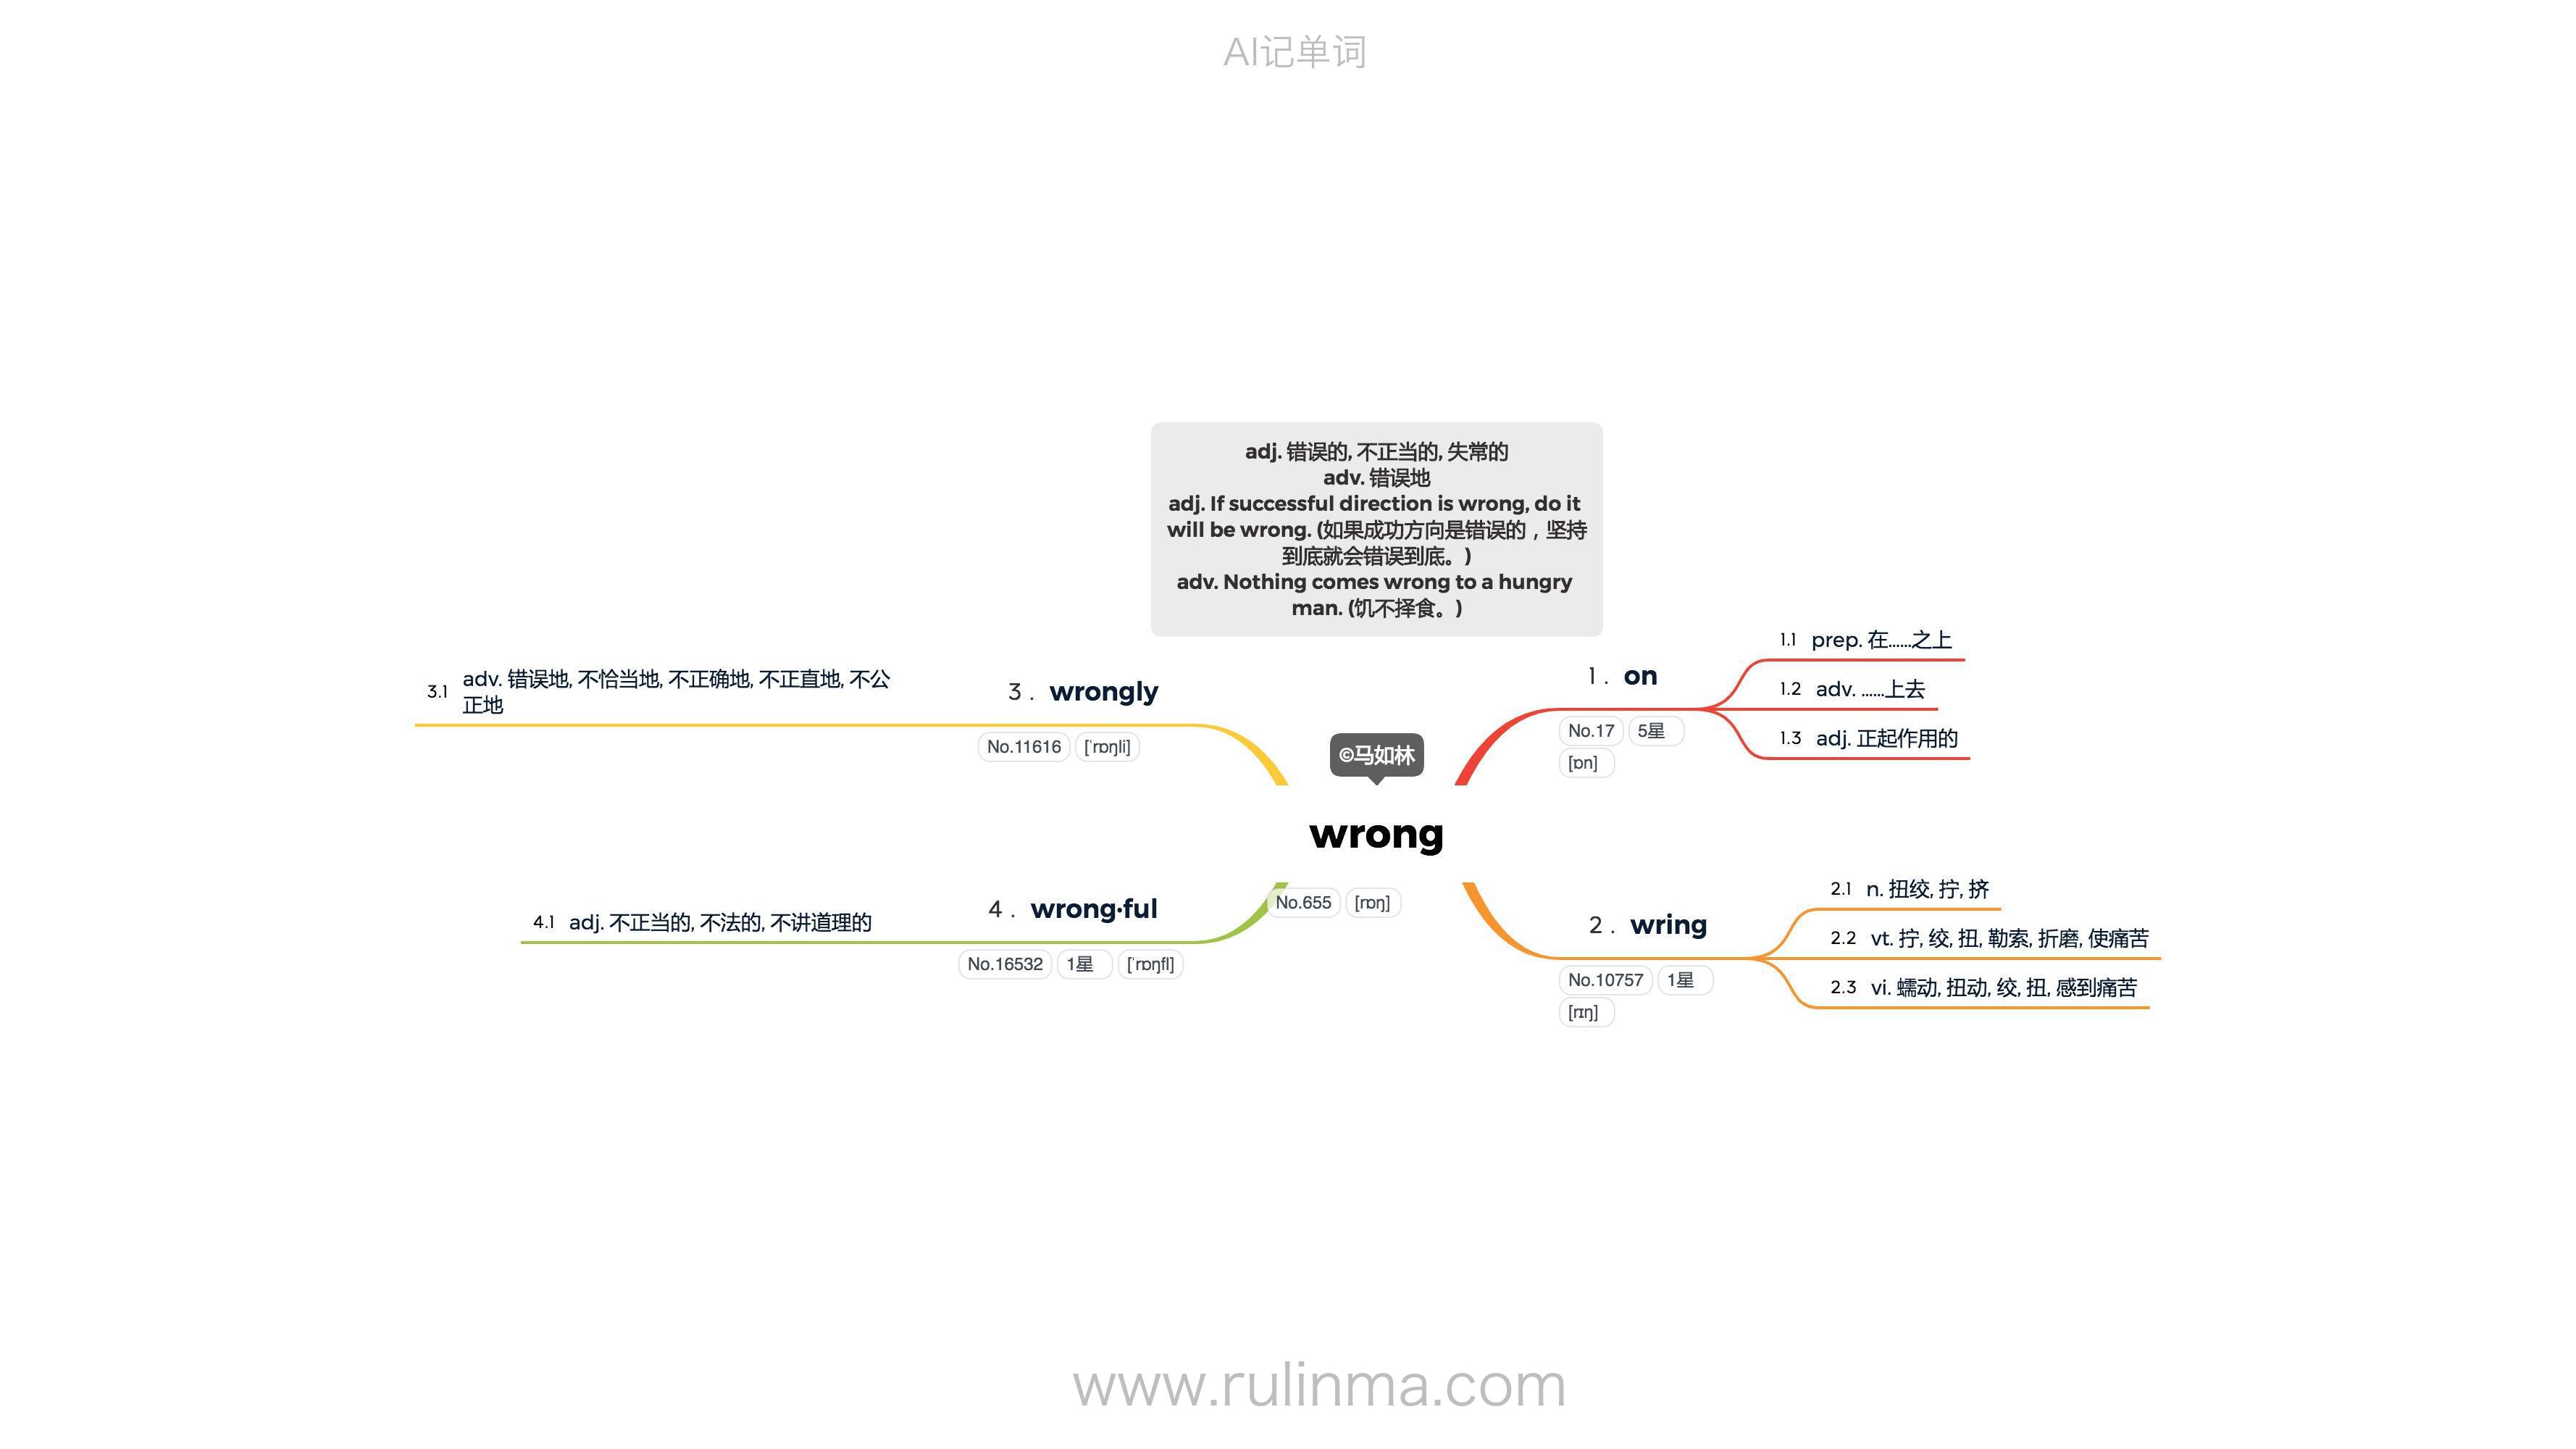 AI记单词
adj. 错误的, 不正当的, 失常的
adv. 错误地
adj. If successful direction is wrong, do it
will be wrong. (如果成功方向是错误的，坚持
到底就会错误到底。)
adv. Nothing comes wrong to a hungry
man. (饥不择食。)
©马如林
wrong
No.655 [rɒŋ]
1 . on
No.17 5星
[ɒn]
1.1 prep. 在......之上
1.2 adv. ......上去
1.3 adj. 正起作用的
2 . wring
No.10757 1星
[rɪŋ]
2.1 n. 扭绞, 拧, 挤
2.2 vt. 拧, 绞, 扭, 勒索, 折磨, 使痛苦
2.3 vi. 蠕动, 扭动, 绞, 扭, 感到痛苦
3 . wrongly
No.11616 [ˈrɒŋli]
3.1 adv. 错误地, 不恰当地, 不正确地, 不正直地, 不公
正地
4 . wrong·ful
No.16532 1星 [ˈrɒŋfl]
4.1 adj. 不正当的, 不法的, 不讲道理的
www.rulinma.com